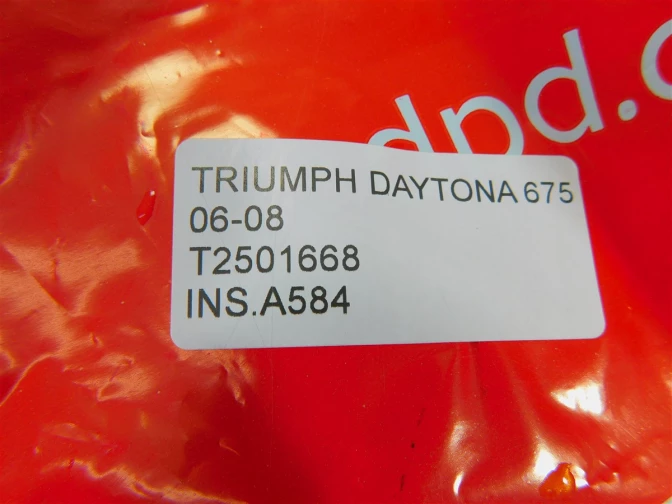 dpd.c
TRIUMPH DAYTONA 675
06-08
T2501668
INS.A584